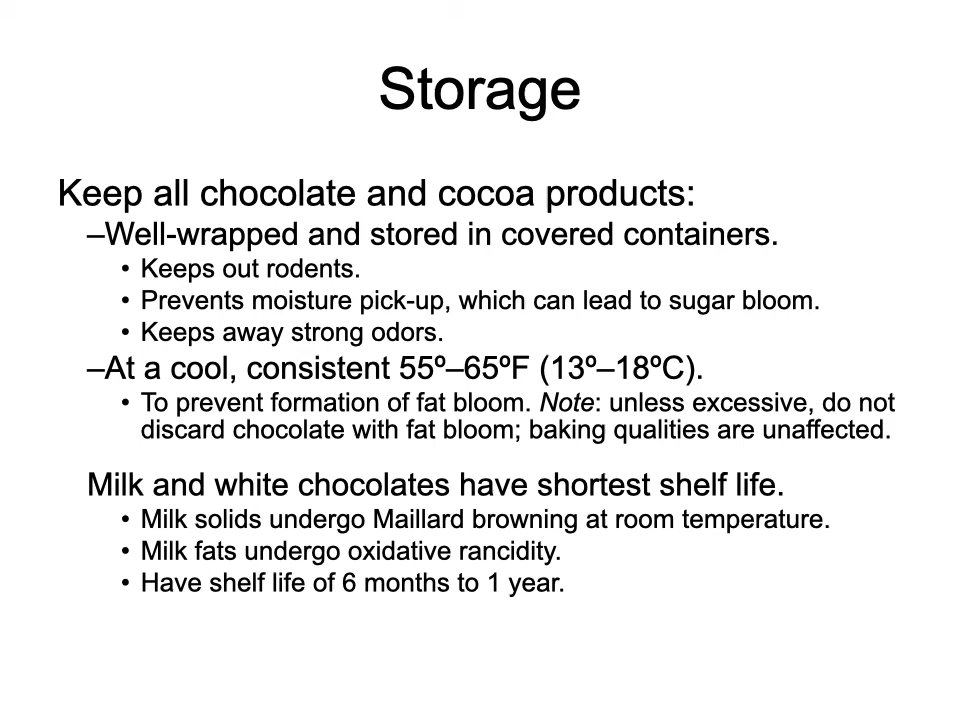 Storage
Keep all chocolate and cocoa products:
–Well-wrapped and stored in covered containers.
• Keeps out rodents.
• Prevents moisture pick-up, which can lead to sugar bloom.
• Keeps away strong odors.
–At a cool, consistent 55º–65ºF (13º–18ºC).
• To prevent formation of fat bloom. Note: unless excessive, do not
discard chocolate with fat bloom; baking qualities are unaffected.
Milk and white chocolates have shortest shelf life.
• Milk solids undergo Maillard browning at room temperature.
• Milk fats undergo oxidative rancidity.
• Have shelf life of 6 months to 1 year.